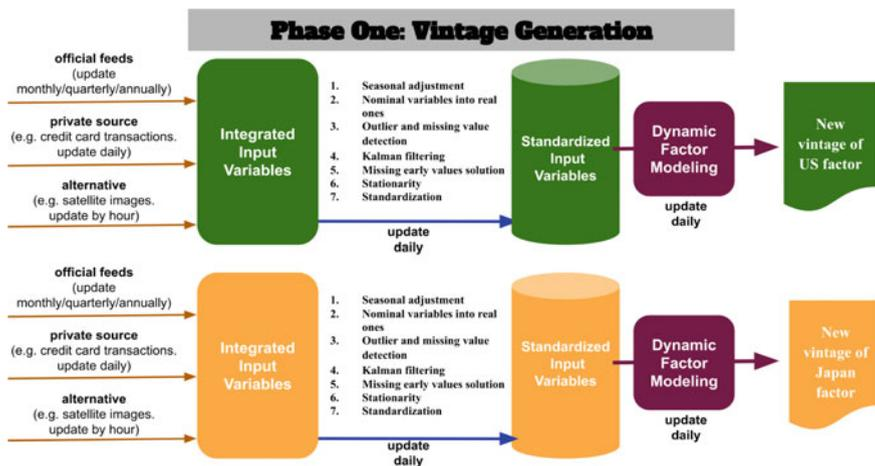 Phase One: Vintage Generation
official feeds
(update
monthly/quarterly/annually)
private source
(e.g. credit card transactions.
update daily)
alternative
(e.g. satellite images.
update by hour)
Integrated
Input
Variables
1. Seasonal adjustment
2. Nominal variables into real
ones
3. Outlier and missing value
detection
4. Kalman filtering
5. Missing early values solution
6. Stationarity
7. Standardization
update
daily
Standardized
Input
Variables
Dynamic
Factor
Modeling
update
daily
New
vintage of
US factor
official feeds
(update
monthly/quarterly/annually)
private source
(e.g. credit card transactions.
update daily)
alternative
(e.g. satellite images.
update by hour)
Integrated
Input
Variables
1. Seasonal adjustment
2. Nominal variables into real
ones
3. Outlier and missing value
detection
4. Kalman filtering
5. Missing early values solution
6. Stationarity
7. Standardization
update
daily
Standardized
Input
Variables
Dynamic
Factor
Modeling
update
daily
New
vintage of
Japan
factor